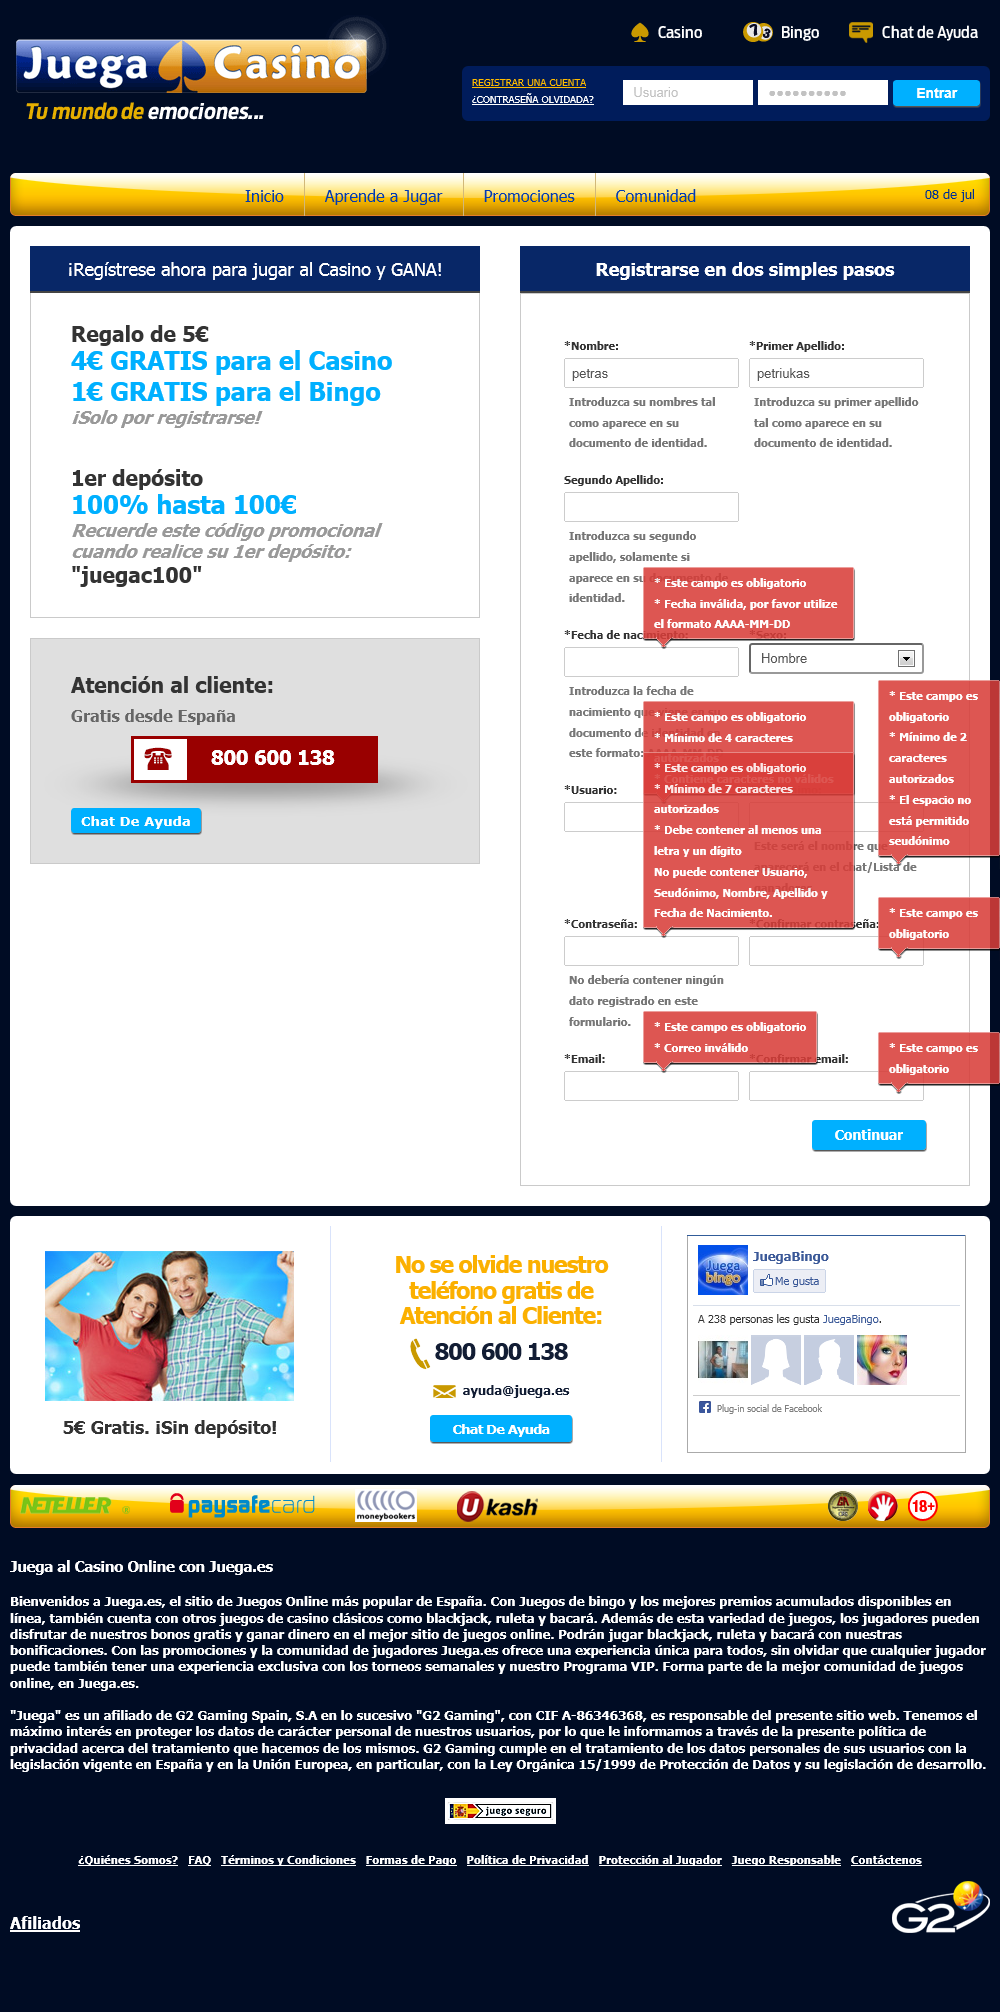 Casino
Bingo
Chat de Ayuda
Juega Casino
Tu mundo de emociones...
REGISTRAR UNA CUENTA
¿CONTRASEÑA OLVIDADA?
Usuario
Entrar
Inicio
Aprende a Jugar
Promociones
Comunidad
08 de jul
¡Regístrese ahora para jugar al Casino y GANA!
Regalo de 5€
4€ GRATIS para el Casino
1€ GRATIS para el Bingo
¡Solo por registrarse!
1er depósito
100% hasta 100€
Recuerde este código promocional
cuando realice su 1er depósito:
"juegac100"
Atención al cliente:
Gratis desde España
800 600 138
Chat De Ayuda
Registrarse en dos simples pasos
*Nombre:
*Primer Apellido:
petras
petriukas
Introduzca su nombres tal
como aparece en su
documento de identidad.
Introduzca su primer apellido
tal como aparece en su
documento de identidad.
Segundo Apellido:
Introduzca su segundo
apellido, solamente si
aparece en su documento de
identidad.
* Este campo es obligatorio
* Fecha inválida, por favor utilize
el formato AAAA-MM-DD
*Fecha de nacimiento:
*Sexo:
Hombre
Introduzca la fecha de
nacimiento que aparece en su
documento de identidad en
este formato: AAAA-MM-DD
* Este campo es obligatorio
* Mínimo de 4 caracteres
autorizados
* Contiene caracteres no válidos
* Este campo es obligatorio
* Mínimo de 7 caracteres
autorizados
* Debe contener al menos una
letra y un dígito
No puede contener Usuario,
Seudónimo, Nombre, Apellido y
Fecha de Nacimiento.
* Este campo es
obligatorio
* Mínimo de 2
caracteres
autorizados
* El espacio no
está permitido
seudónimo
*Usuario:
Este será el nombre que
aparecerá en el chat/Lista de
*Contraseña:
*Confirmar contraseña:
* Este campo es
obligatorio
No debería contener ningún
dato registrado en este
formulario.
* Este campo es obligatorio
* Correo inválido
*Email:
*Confirmar email:
* Este campo es
obligatorio
Continuar
5€ Gratis. ¡Sin depósito!
No se olvide nuestro
teléfono gratis de
Atención al Cliente:
800 600 138
ayuda@juega.es
Chat De Ayuda
Juega
bingo
JuegaBingo
Me gusta
A 238 personas les gusta JuegaBingo.
Plug-in social de Facebook
NETELLER
paysafecard
moneybookers
Ukash
18+
Juega al Casino Online con Juega.es
Bienvenidos a Juega.es, el sitio de Juegos Online más popular de España. Con Juegos de bingo y los mejores premios acumulados disponibles en
línea, también cuenta con otros juegos de casino clásicos como blackjack, ruleta y bacará. Además de esta variedad de juegos, los jugadores pueden
disfrutar de nuestros bonos gratis y ganar dinero en el mejor sitio de juegos online. Podrán jugar blackjack, ruleta y bacará con nuestras
bonificaciones. Con las promociones y la comunidad de jugadores Juega.es ofrece una experiencia única para todos, sin olvidar que cualquier jugador
puede también tener una experiencia exclusiva con los torneos semanales y nuestro Programa VIP. Forma parte de la mejor comunidad de juegos
online, en Juega.es.
"Juega" es un afiliado de G2 Gaming Spain, S.A en lo sucesivo "G2 Gaming", con CIF A-86346368, es responsable del presente sitio web. Tenemos el
máximo interés en proteger los datos de carácter personal de nuestros usuarios, por lo que le informamos a través de la presente política de
privacidad acerca del tratamiento que hacemos de los mismos. G2 Gaming cumple en el tratamiento de los datos personales de sus usuarios con la
legislación vigente en España y en la Unión Europea, en particular, con la Ley Orgánica 15/1999 de Protección de Datos y su legislación de desarrollo.
juego seguro
¿Quiénes Somos? FAQ Términos y Condiciones Formas de Pago Política de Privacidad Protección al Jugador Juego Responsable Contáctenos
Afiliados
G2